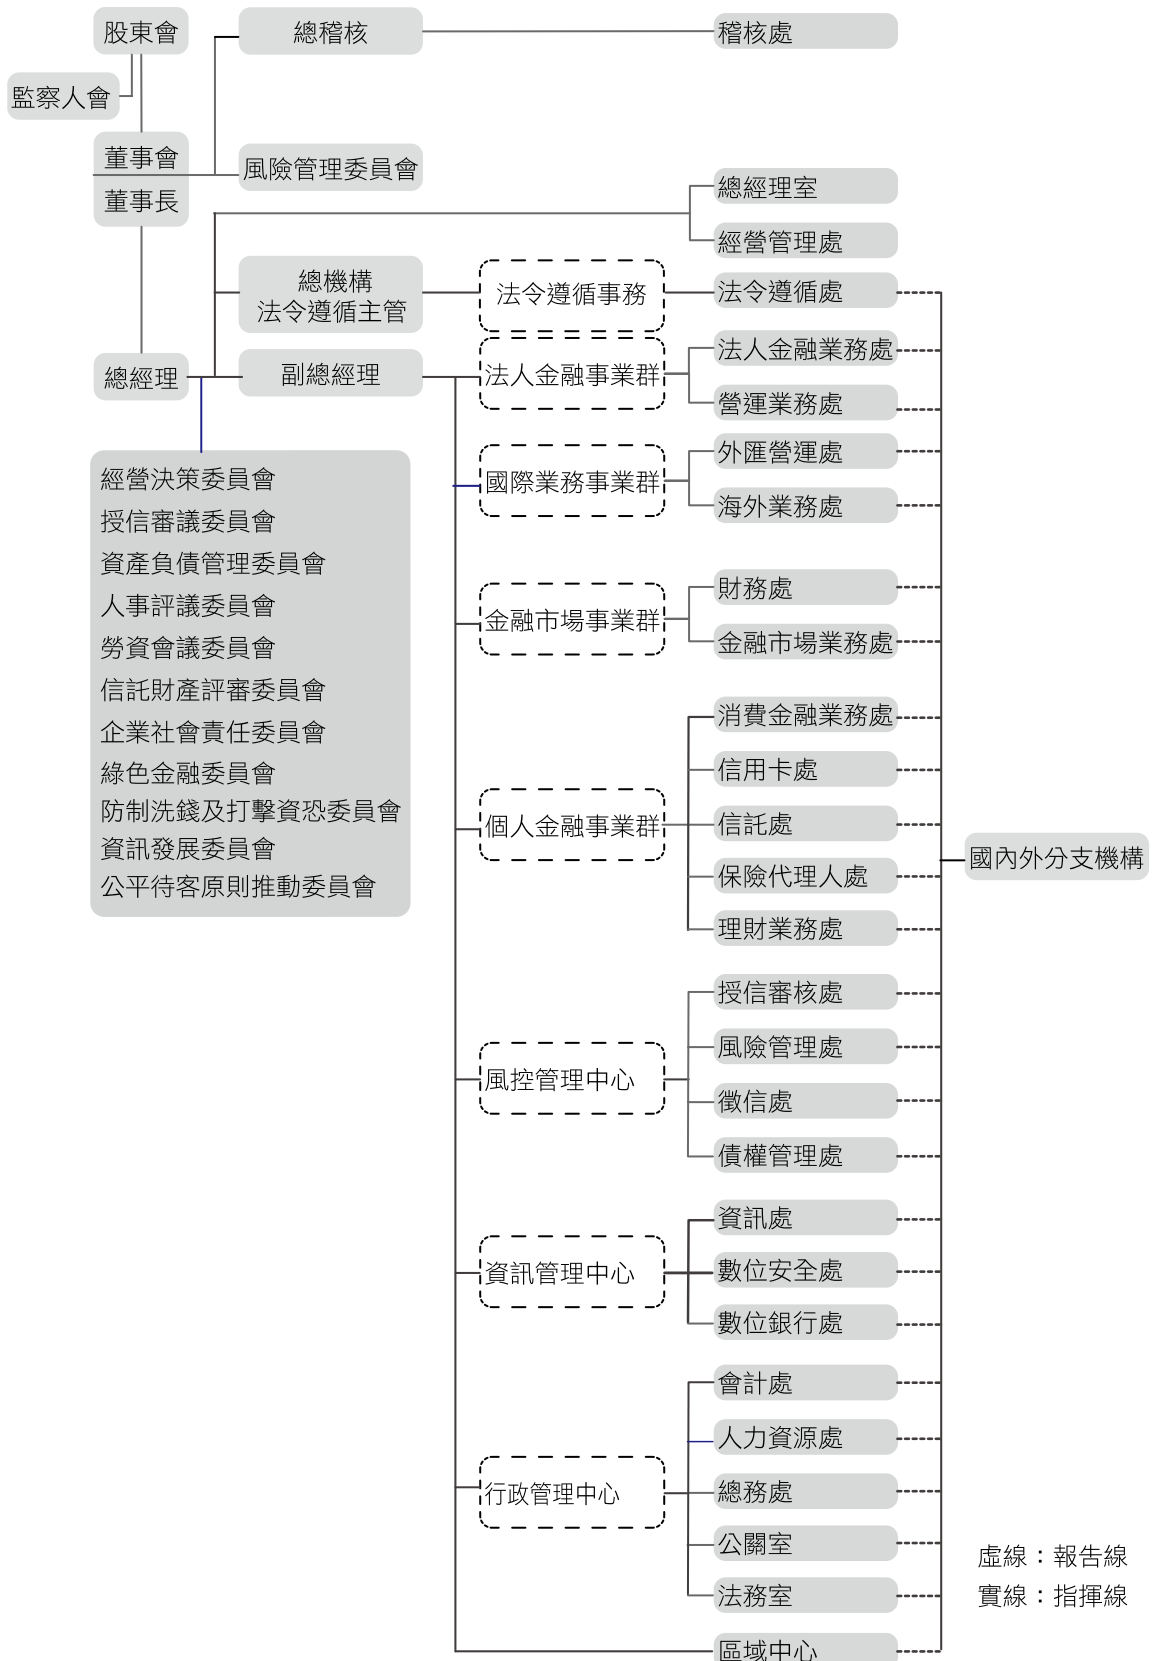 股東會
監察人會
董事會
董事長
總經理
總稽核
稽核處
風險管理委員會
總經理室
經營管理處
總機構
法令遵循主管
法令遵循事務
法令遵循處
副總經理
法人金融事業群
法人金融業務處
營運業務處
國際業務事業群
外匯營運處
海外業務處
金融市場事業群
財務處
金融市場業務處
個人金融事業群
消費金融業務處
信用卡處
信託處
保險代理人處
理財業務處
風控管理中心
授信審核處
風險管理處
徵信處
債權管理處
資訊管理中心
資訊處
數位安全處
數位銀行處
行政管理中心
會計處
人力資源處
總務處
公關室
法務室
區域中心
國內外分支機構
經營決策委員會
授信審議委員會
資產負債管理委員會
人事評議委員會
勞資會議委員會
信託財產評審委員會
企業社會責任委員會
綠色金融委員會
防制洗錢及打擊資恐委員會
資訊發展委員會
公平待客原則推動委員會
虛線：報告線
實線：指揮線